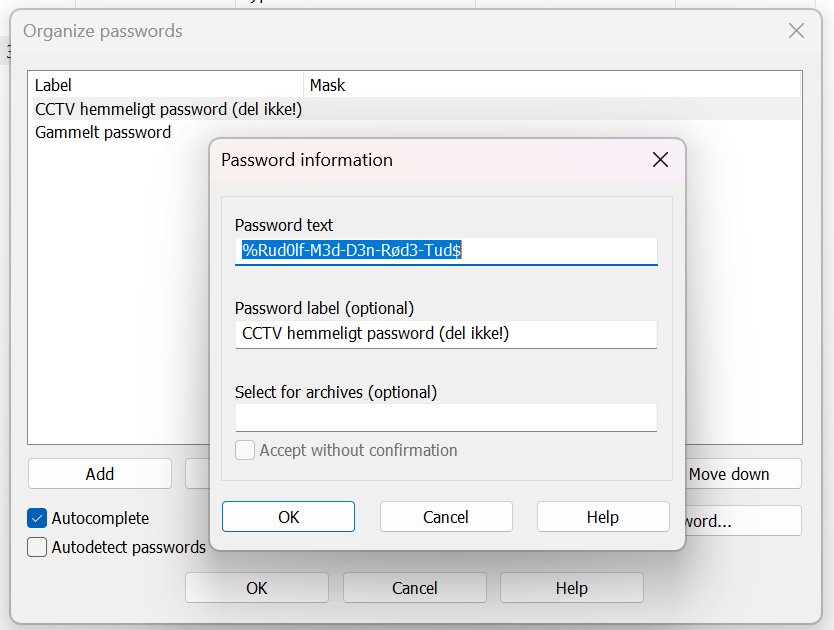 Organize passwords
Label Mask
CCTV hemmeligt password (del ikke!)
Gammelt password
Password information
Password text
%Rud0lf-M3d-D3n-Rød3-Tud$
Password label (optional)
CCTV hemmeligt password (del ikke!)
Select for archives (optional)
Accept without confirmation
OK Cancel Help
Add Move down
Autocomplete
Autodetect passwords
OK Cancel Help